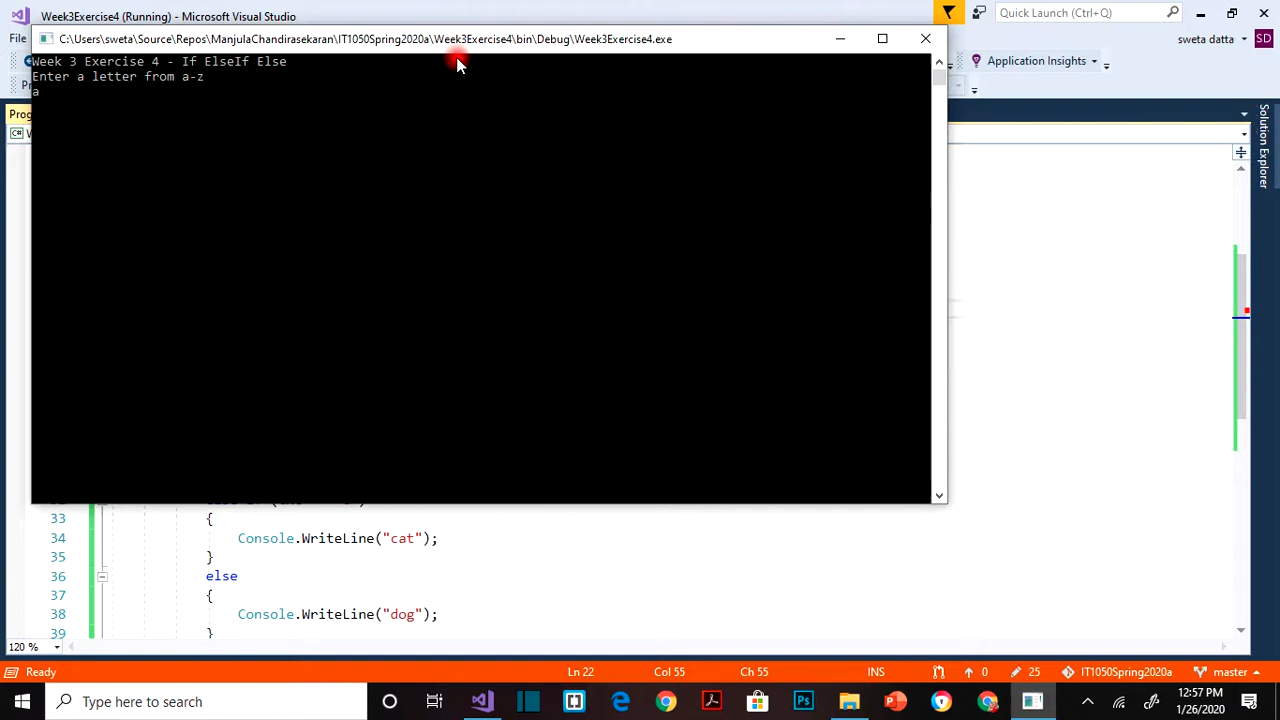 Week3Exercise4 (Running) - Microsoft Visual Studio
Quick Launch (Ctrl+Q)
C:\Users\sweta\Source\Repos\ManjulaChandirasekaran\IT1050Spring2020a\Week3Exercise4\bin\Debug\Week3Exercise4.exe
File
sweta datta SD
Week 3 Exercise 4 - If ElseIf Else
Application Insights
Enter a letter from a-z
a
C#
Solution Explorer
33 {
34 Console.WriteLine("cat");
35 }
36 else
37 {
38 Console.WriteLine("dog");
39 }
120 %
Ready Ln 22 Col 55 Ch 55 INS 0 25 IT1050Spring2020a master
Type here to search
12:57 PM
1/26/2020